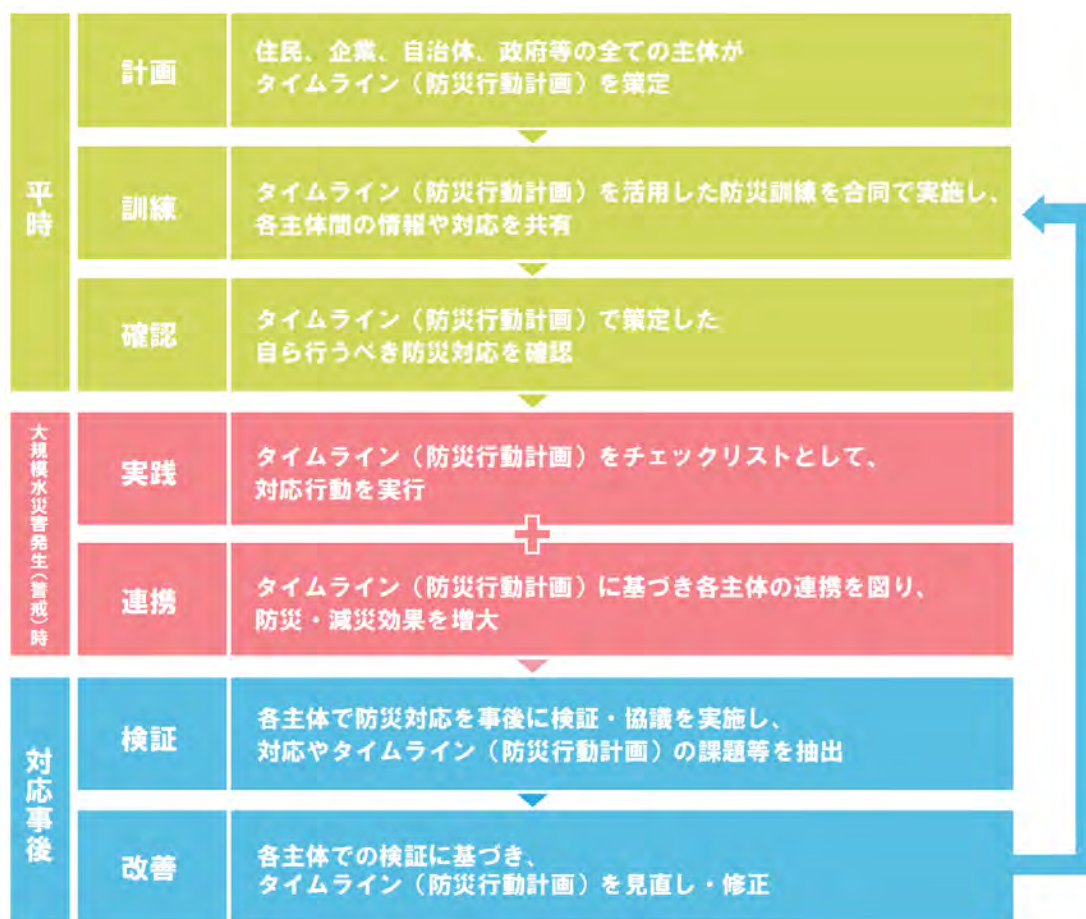 平時
計画
住民、企業、自治体、政府等の全ての主体が
タイムライン（防災行動計画）を策定
訓練
タイムライン（防災行動計画）を活用した防災訓練を合同で実施し、
各主体間の情報や対応を共有
確認
タイムライン（防災行動計画）で策定した
自ら行うべき防災対応を確認
大規模水災害発生（警戒）時
実践
タイムライン（防災行動計画）をチェックリストとして、
対応行動を実行
連携
タイムライン（防災行動計画）に基づき各主体の連携を図り、
防災・減災効果を増大
対応事後
検証
各主体で防災対応を事後に検証・協議を実施し、
対応やタイムライン（防災行動計画）の課題等を抽出
改善
各主体での検証に基づき、
タイムライン（防災行動計画）を見直し・修正